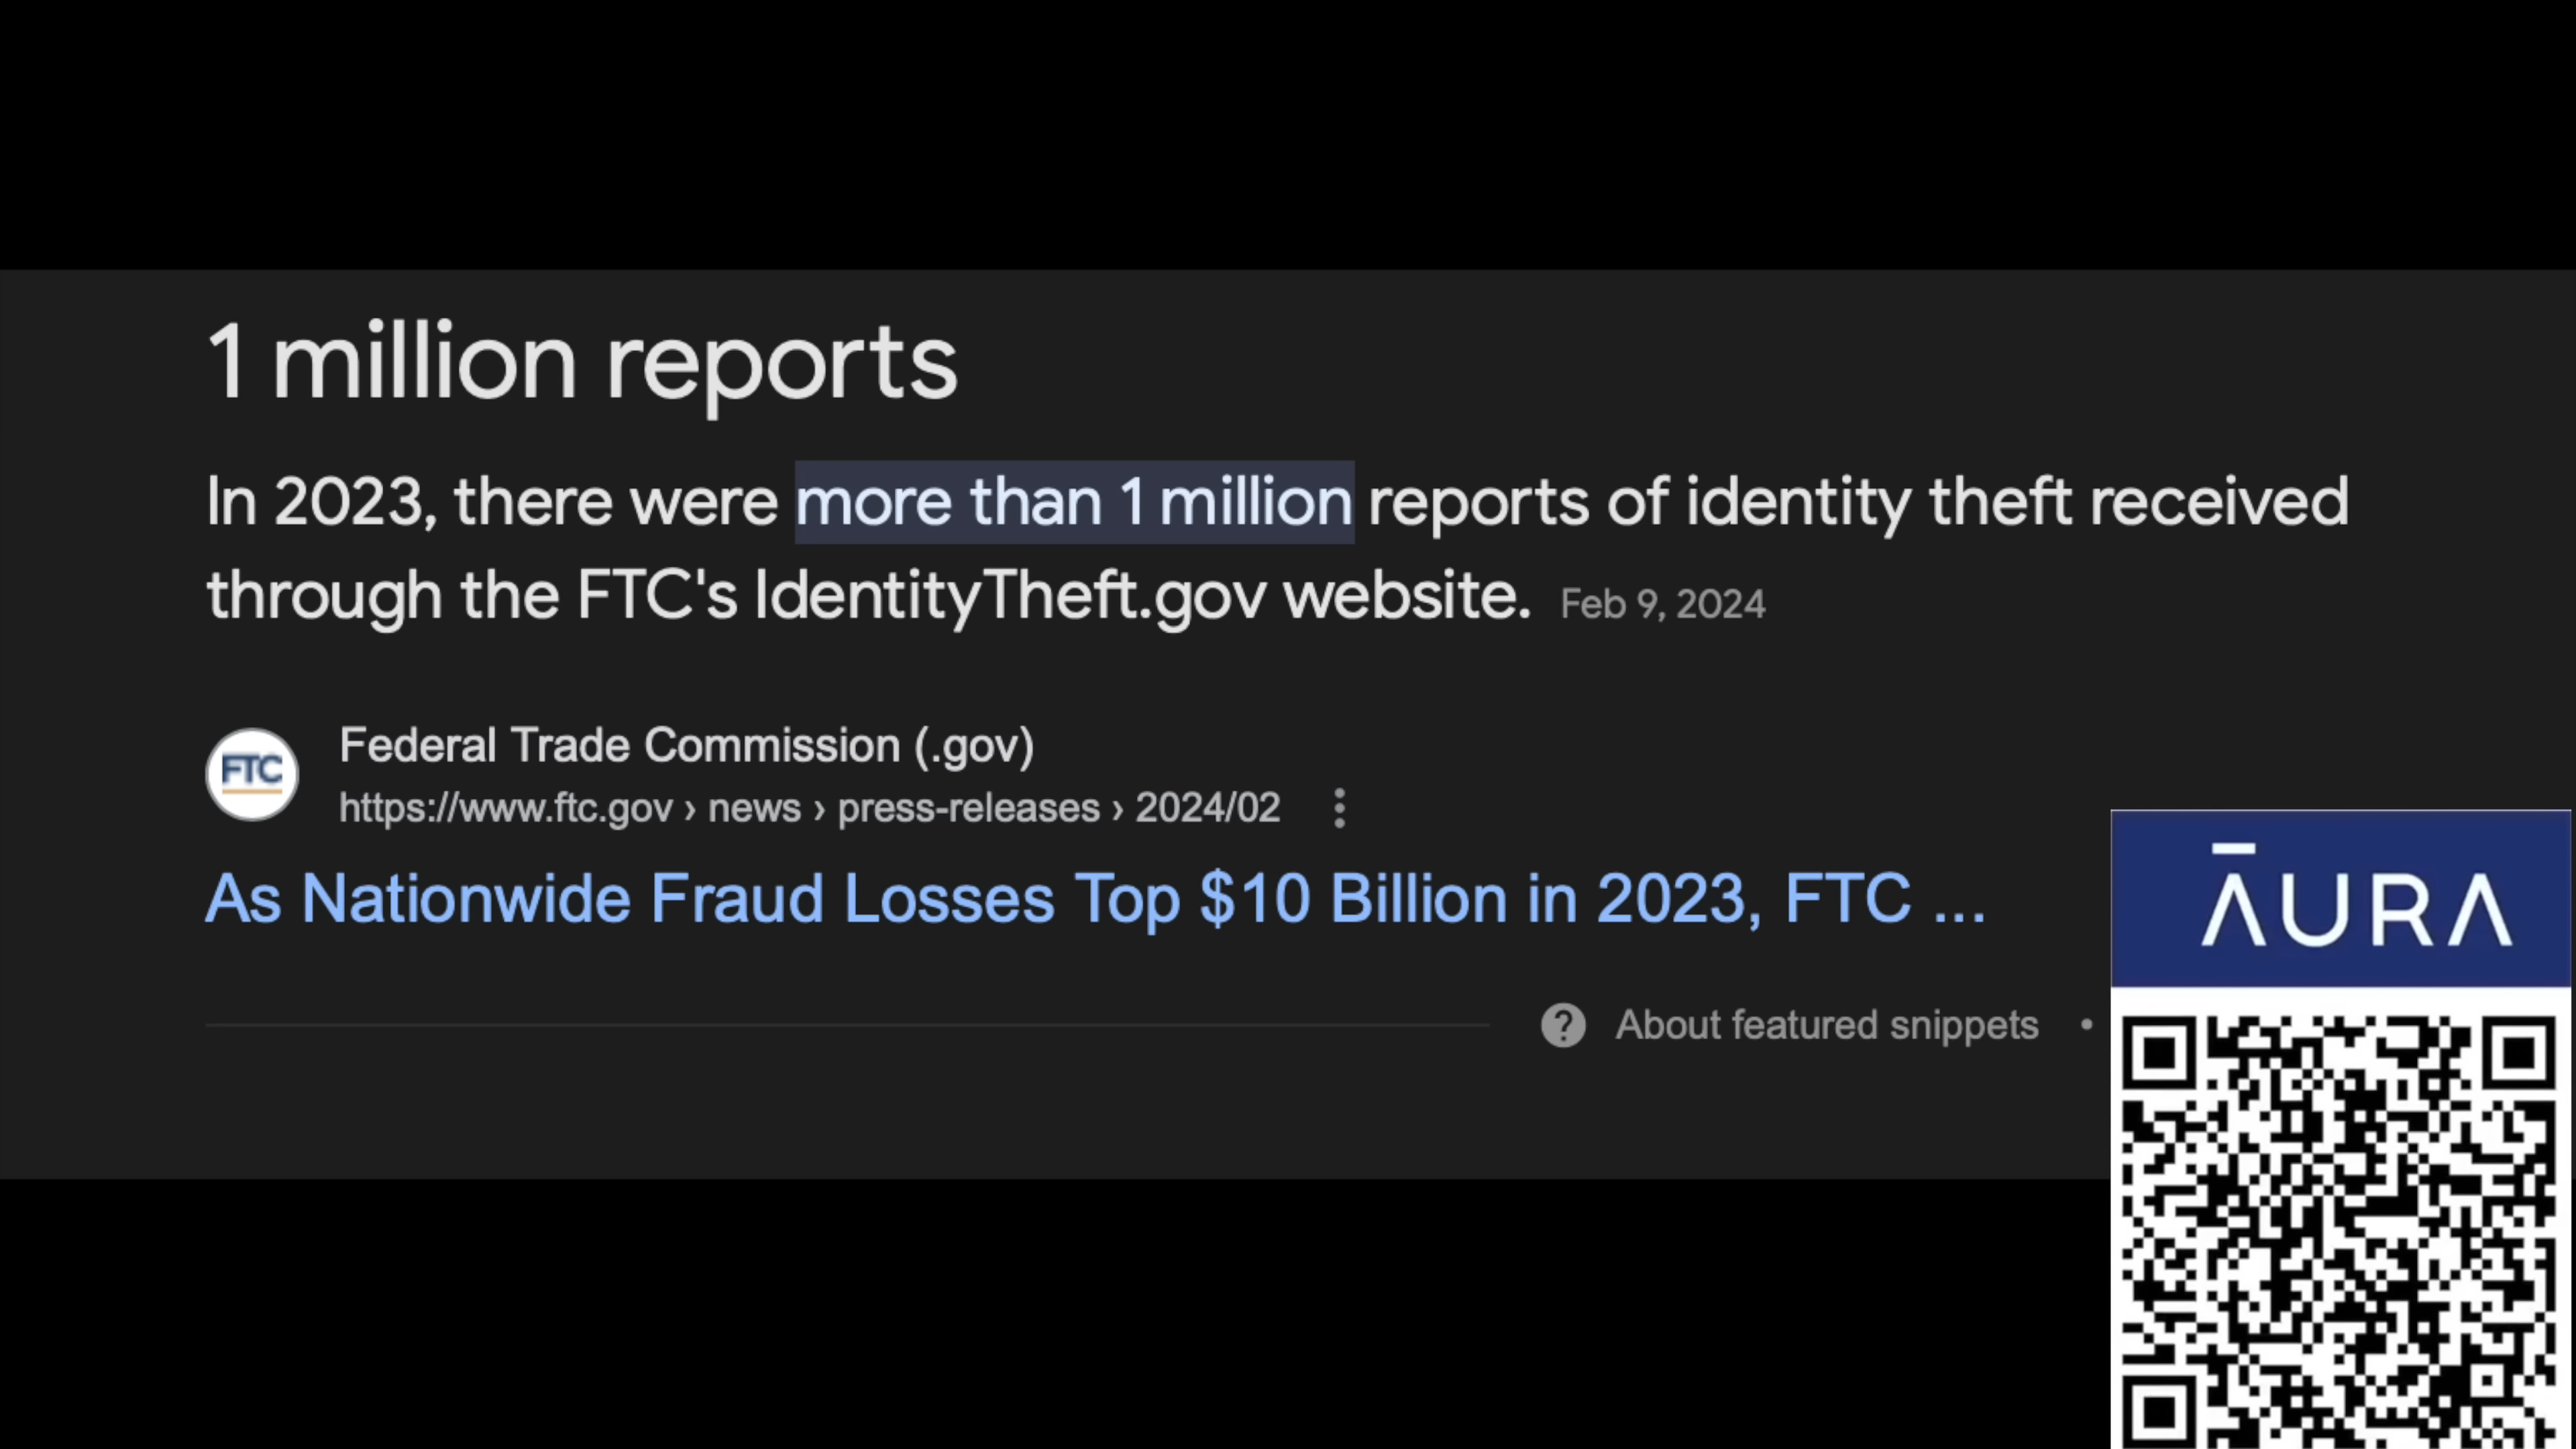 1 million reports
In 2023, there were more than 1 million reports of identity theft received
through the FTC's IdentityTheft.gov website. Feb 9, 2024
FTC
Federal Trade Commission (.gov)
https://www.ftc.gov › news › press-releases › 2024/02
As Nationwide Fraud Losses Top $10 Billion in 2023, FTC ...
About featured snippets •
ĀURA